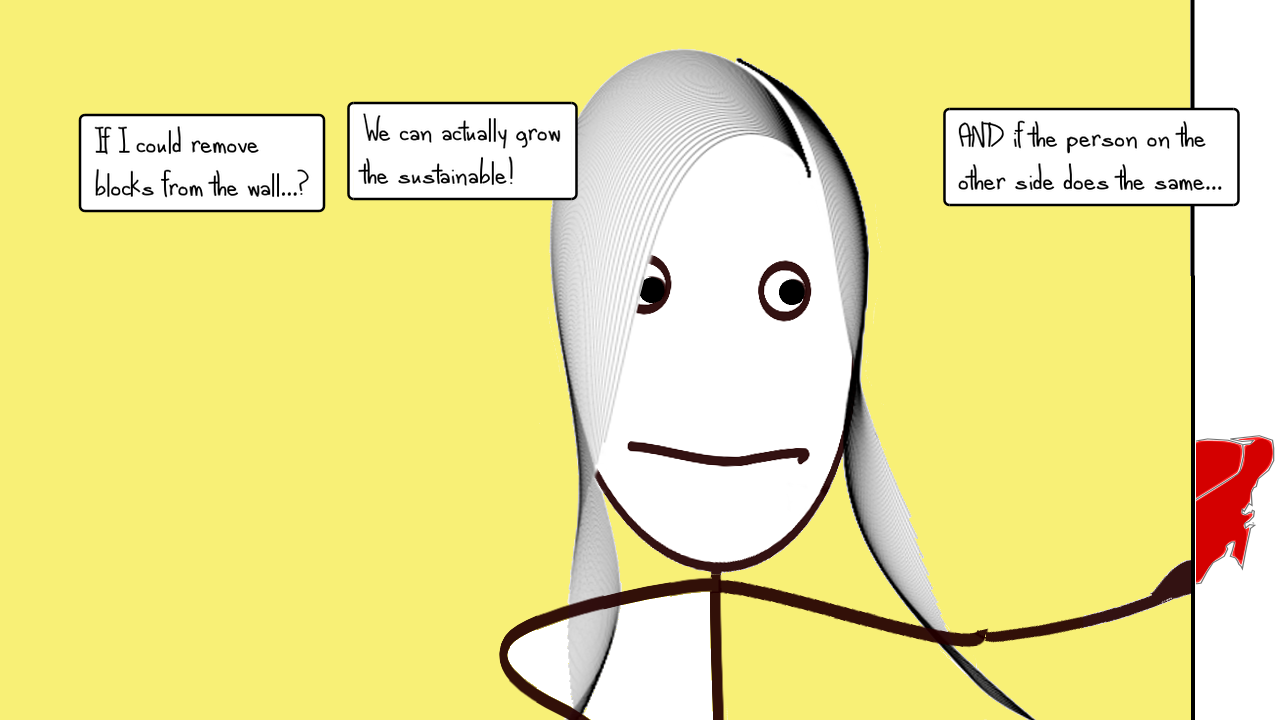 If I could remove
blocks from the wall...?
We can actually grow
the sustainable!
AND if the person on the
other side does the same...